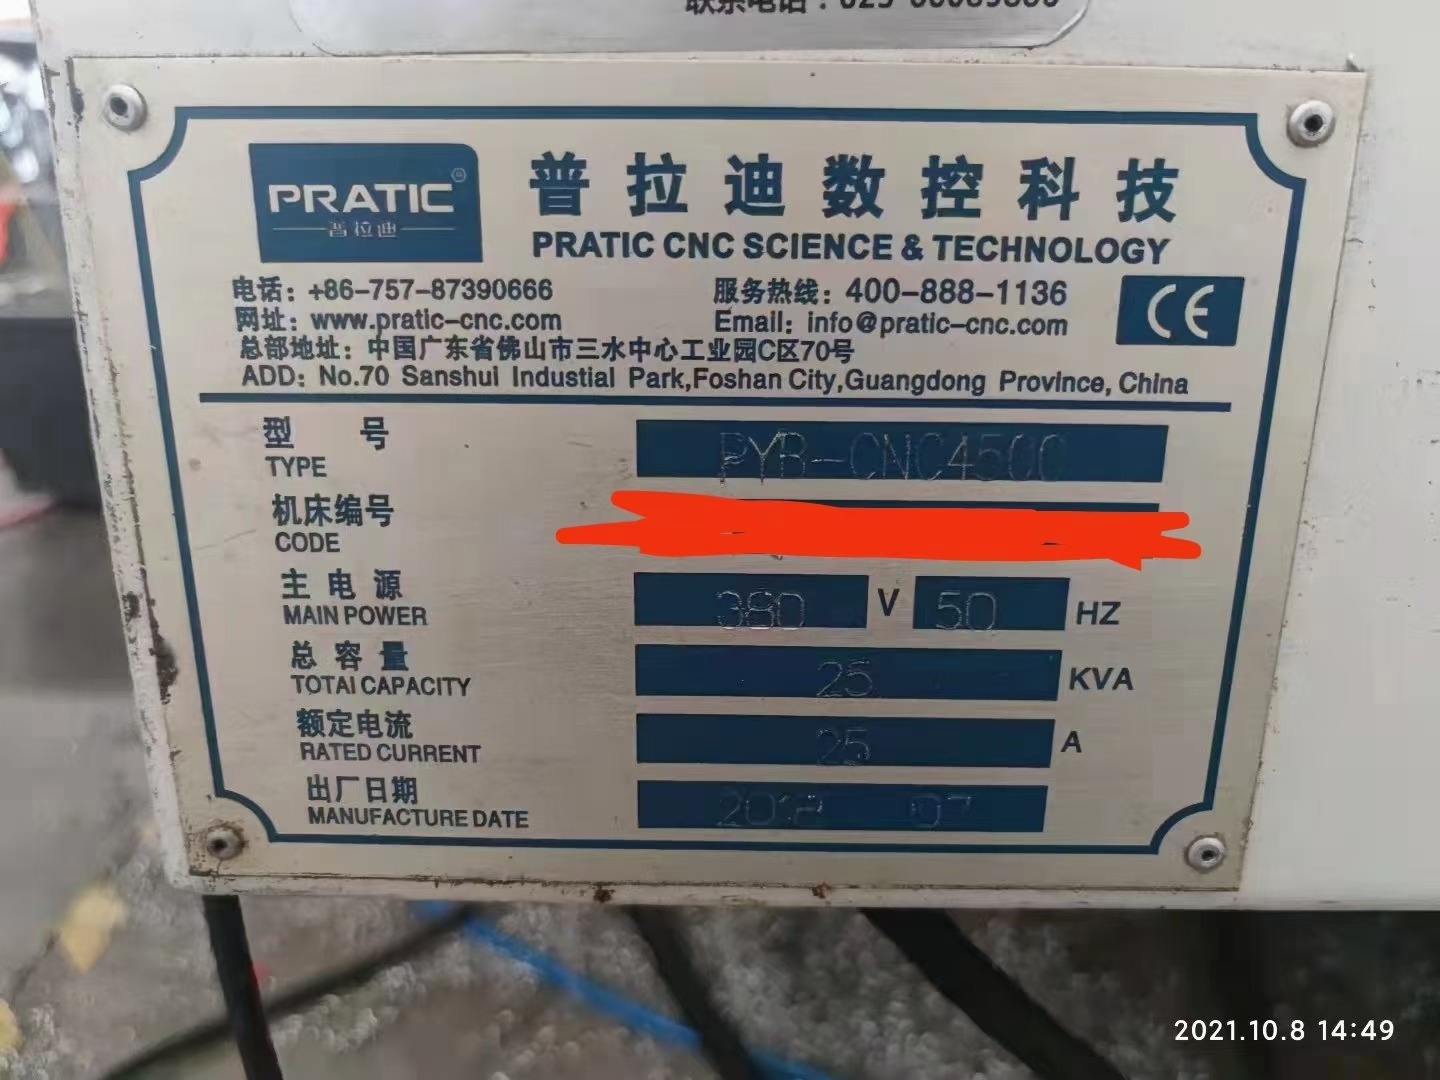 PRATIC®
普拉迪
普拉迪数控科技
PRATIC CNC SCIENCE & TECHNOLOGY
电话：+86-757-87390666 服务热线：400-888-1136
网址：www.pratic-cnc.com Email：info@pratic-cnc.com
CE
总部地址：中国广东省佛山市三水中心工业园C区70号
ADD：No.70 Sanshui Industial Park,Foshan City,Guangdong Province, China
型号 PYB-CNC4500
TYPE
机床编号
CODE
主电源 380 V 50 HZ
MAIN POWER
总容量 25 KVA
TOTAI CAPACITY
额定电流 25 A
RATED CURRENT
出厂日期 07
MANUFACTURE DATE
2021.10.8 14:49